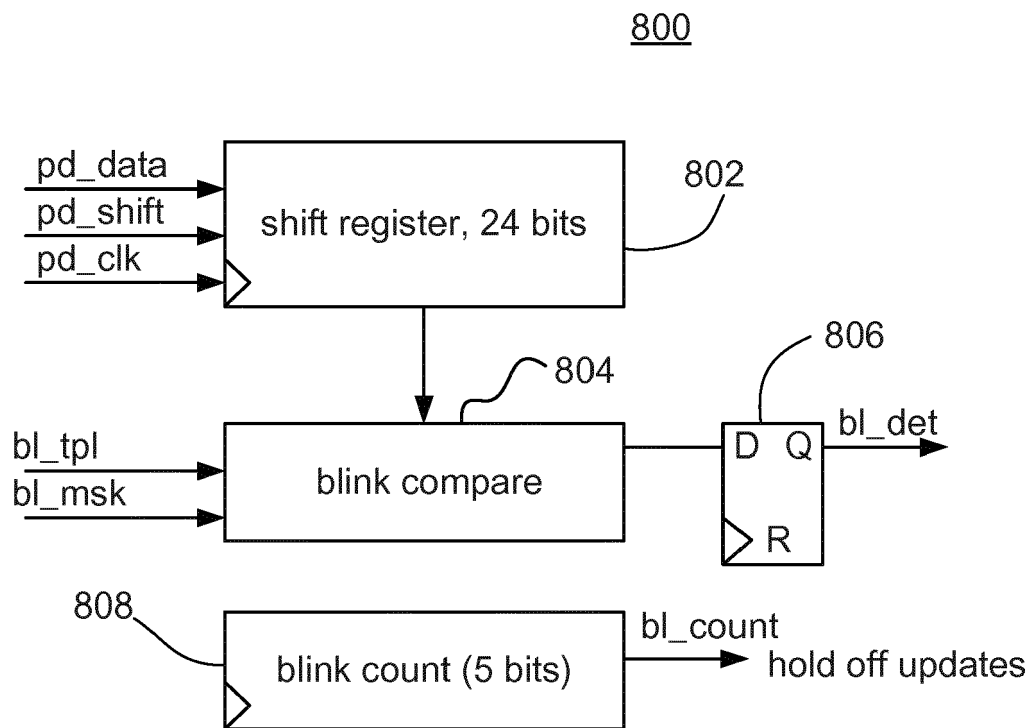 800
pd_data
pd_shift
pd_clk
shift register, 24 bits
802
804
806
bl_tpl
bl_msk
blink compare
D Q
R
bl_det
808
blink count (5 bits)
bl_count
hold off updates